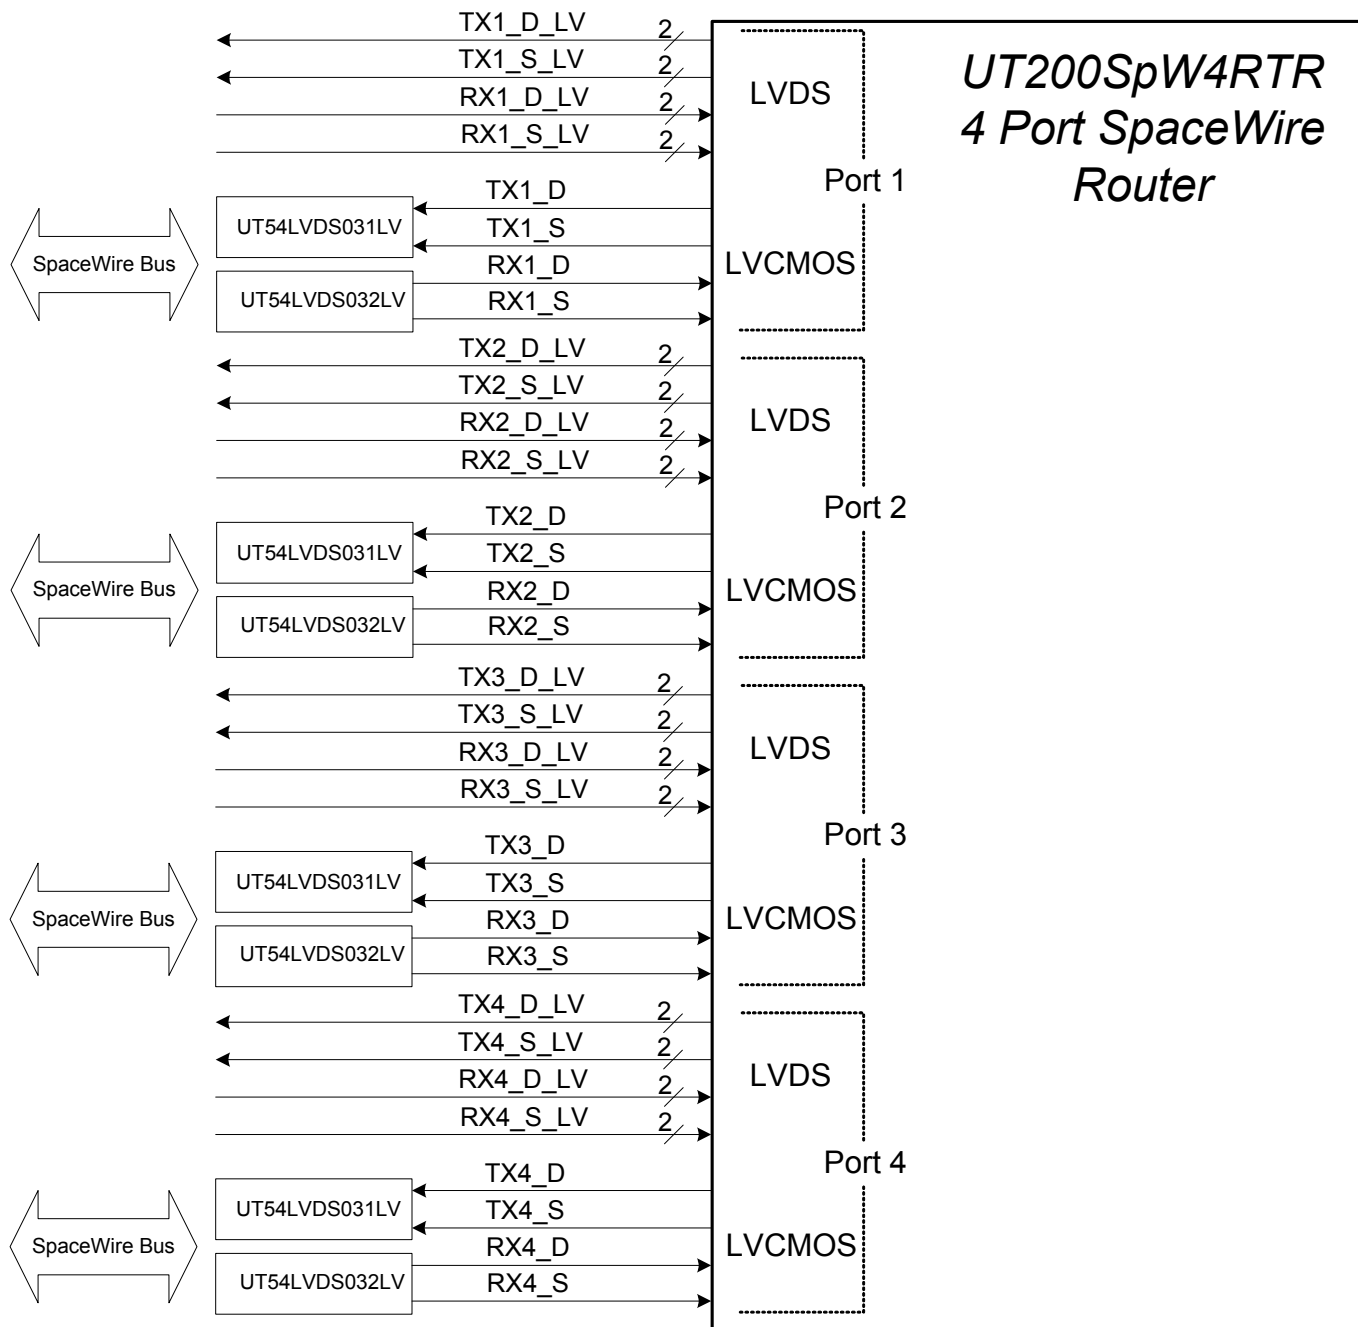 UT200SpW4RTR
4 Port SpaceWire
Router
TX1_D_LV 2
TX1_S_LV 2
RX1_D_LV 2
RX1_S_LV 2
LVDS
Port 1
TX1_D
TX1_S
RX1_D
RX1_S
LVCMOS
UT54LVDS031LV
UT54LVDS032LV
SpaceWire Bus
TX2_D_LV 2
TX2_S_LV 2
RX2_D_LV 2
RX2_S_LV 2
LVDS
Port 2
TX2_D
TX2_S
RX2_D
RX2_S
LVCMOS
UT54LVDS031LV
UT54LVDS032LV
SpaceWire Bus
TX3_D_LV 2
TX3_S_LV 2
RX3_D_LV 2
RX3_S_LV 2
LVDS
Port 3
TX3_D
TX3_S
RX3_D
RX3_S
LVCMOS
UT54LVDS031LV
UT54LVDS032LV
SpaceWire Bus
TX4_D_LV 2
TX4_S_LV 2
RX4_D_LV 2
RX4_S_LV 2
LVDS
Port 4
TX4_D
TX4_S
RX4_D
RX4_S
LVCMOS
UT54LVDS031LV
UT54LVDS032LV
SpaceWire Bus